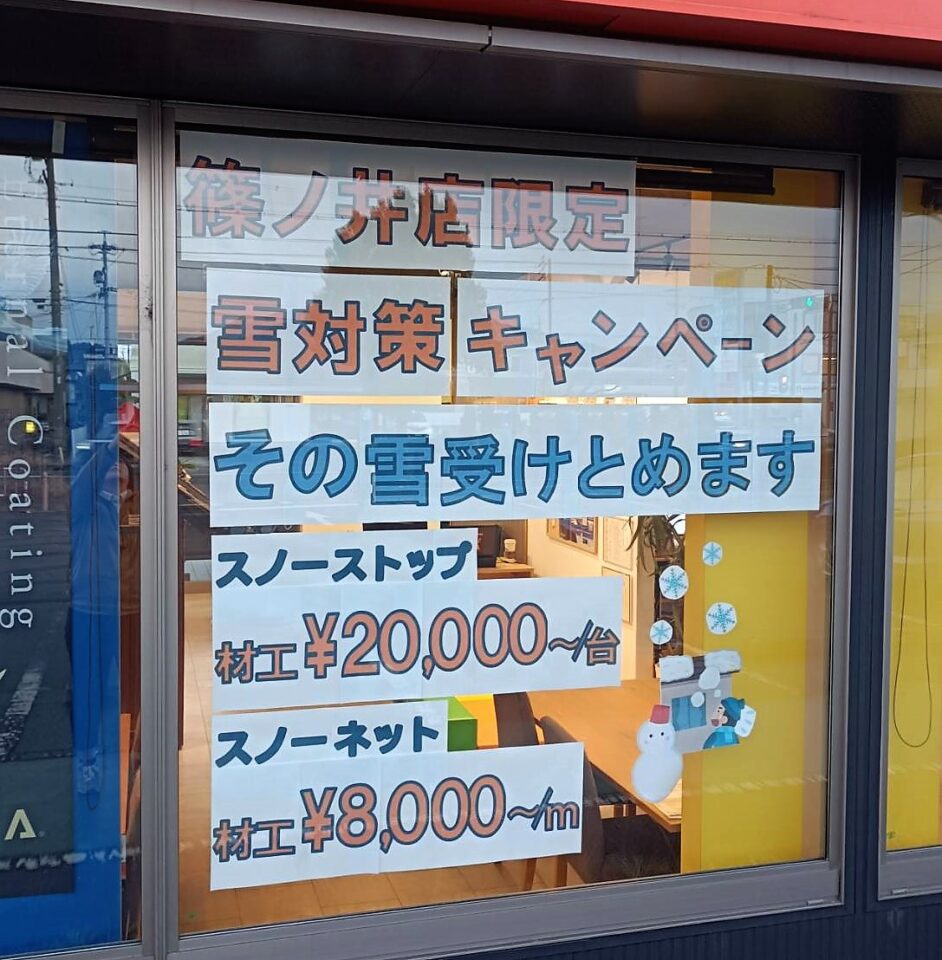 篠ノ井店限定
雪対策キャンペーン
その雪受けとめます
スノーストップ
材工¥20,000~/台
スノーネット
材工¥8,000~/m
Eternal Coating